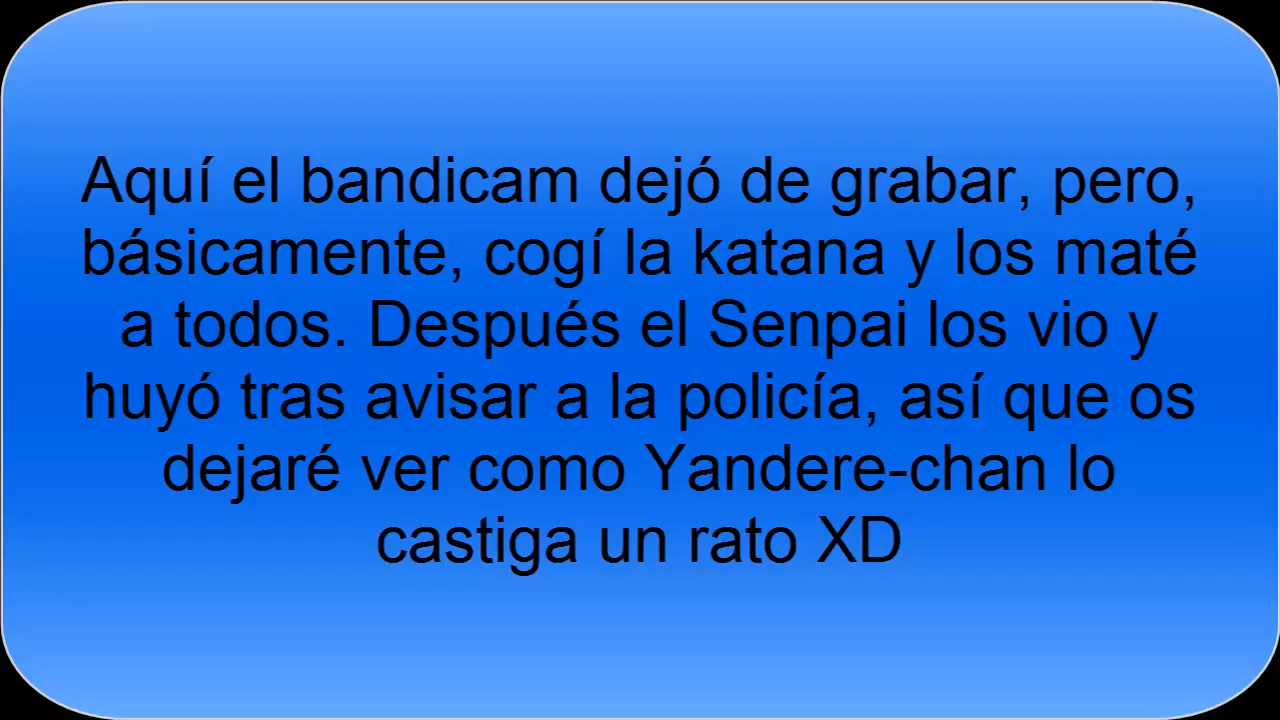 Aquí el bandicam dejó de grabar, pero,
básicamente, cogí la katana y los maté
a todos. Después el Senpai los vio y
huyó tras avisar a la policía, así que os
dejaré ver como Yandere-chan lo
castiga un rato XD